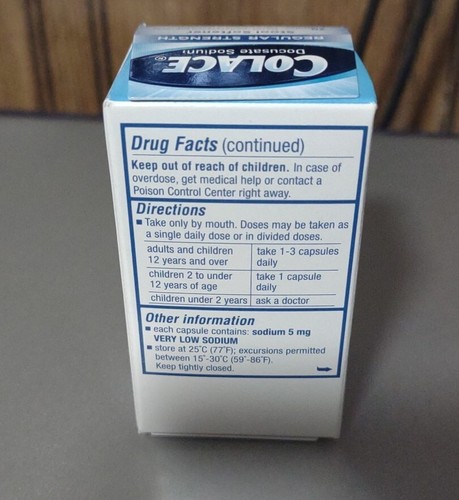 COLACE®
Docusate Sodium
REGULAR STRENGTH
Stool Softener
Drug Facts (continued)
Keep out of reach of children. In case of
overdose, get medical help or contact a
Poison Control Center right away.
Directions
■ Take only by mouth. Doses may be taken as
a single daily dose or in divided doses.
adults and children take 1-3 capsules
12 years and over daily
children 2 to under take 1 capsule
12 years of age daily
children under 2 years ask a doctor
Other information
■ each capsule contains: sodium 5 mg
VERY LOW SODIUM
■ store at 25˚C (77˚F); excursions permitted
between 15˚-30˚C (59˚-86˚F).
Keep tightly closed.